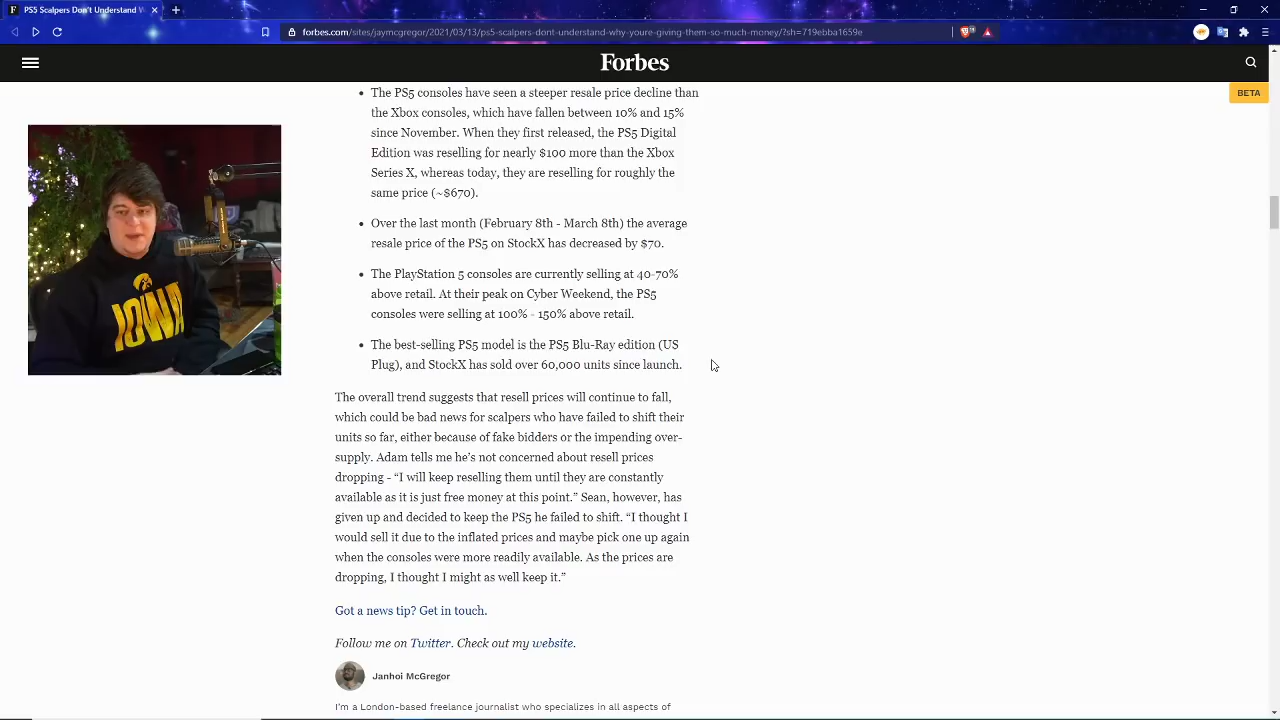 PS5 Scalpers Don't Understand
forbes.com/sites/jaymcgregor/2021/03/13/ps5-scalpers-dont-understand-why-youre-giving-them-so-much-money/?sh=719ebba1659e
Forbes
BETA
• The PS5 consoles have seen a steeper resale price decline than
the Xbox consoles, which have fallen between 10% and 15%
since November. When they first released, the PS5 Digital
Edition was reselling for nearly $100 more than the Xbox
Series X, whereas today, they are reselling for roughly the
same price (~$670).
• Over the last month (February 8th - March 8th) the average
resale price of the PS5 on StockX has decreased by $70.
• The PlayStation 5 consoles are currently selling at 40-70%
above retail. At their peak on Cyber Weekend, the PS5
consoles were selling at 100% - 150% above retail.
• The best-selling PS5 model is the PS5 Blu-Ray edition (US
Plug), and StockX has sold over 60,000 units since launch.
IOWA
The overall trend suggests that resell prices will continue to fall,
which could be bad news for scalpers who have failed to shift their
units so far, either because of fake bidders or the impending over-
supply. Adam tells me he's not concerned about resell prices
dropping - “I will keep reselling them until they are constantly
available as it is just free money at this point.” Sean, however, has
given up and decided to keep the PS5 he failed to shift. “I thought I
would sell it due to the inflated prices and maybe pick one up again
when the consoles were more readily available. As the prices are
dropping, I thought I might as well keep it.”
Got a news tip? Get in touch.
Follow me on Twitter. Check out my website.
Janhoi McGregor
I'm a London-based freelance journalist who specializes in all aspects of